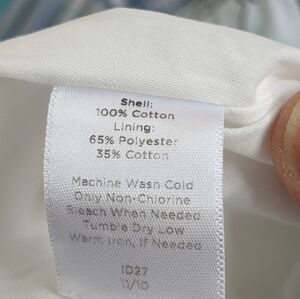 Shell:
100% Cotton
Lining:
65% Polyester
35% Cotton
Machine Wash Cold
Only Non-Chlorine
Bleach When Needed
Tumble Dry Low
Warm Iron, If Needed
ID27
11/10